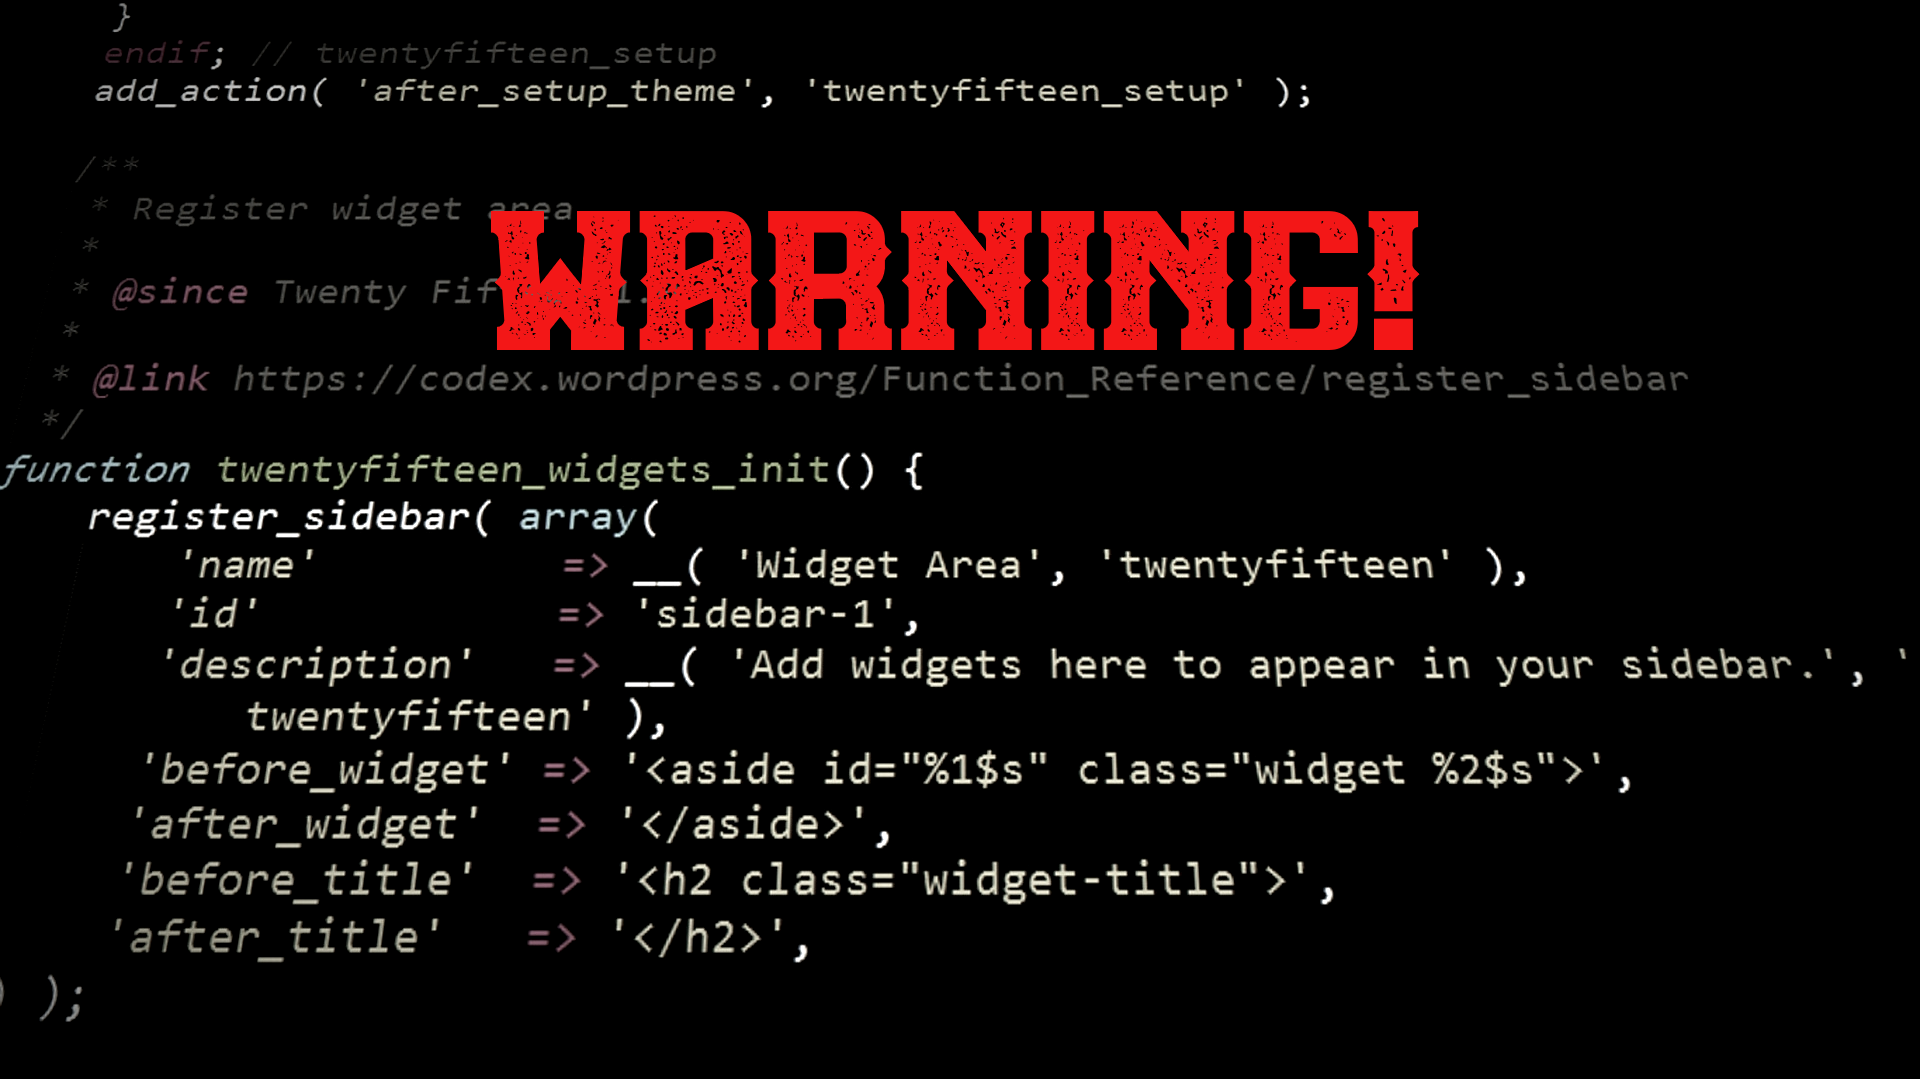 }
endif; // twentyfifteen_setup
add_action( 'after_setup_theme', 'twentyfifteen_setup' );
/**
* Register widget area
WARNING!
*
* @since Twenty
*
* @link https://codex.wordpress.org/Function_Reference/register_sidebar
*/
function twentyfifteen_widgets_init() {
register_sidebar( array(
'name' => __( 'Widget Area', 'twentyfifteen' ),
'id' => 'sidebar-1',
'description' => __( 'Add widgets here to appear in your sidebar.', '
twentyfifteen' ),
'before_widget' => '<aside id="%1$s" class="widget %2$s">',
'after_widget' => '</aside>',
'before_title' => '<h2 class="widget-title">',
'after_title' => '</h2>',
) );